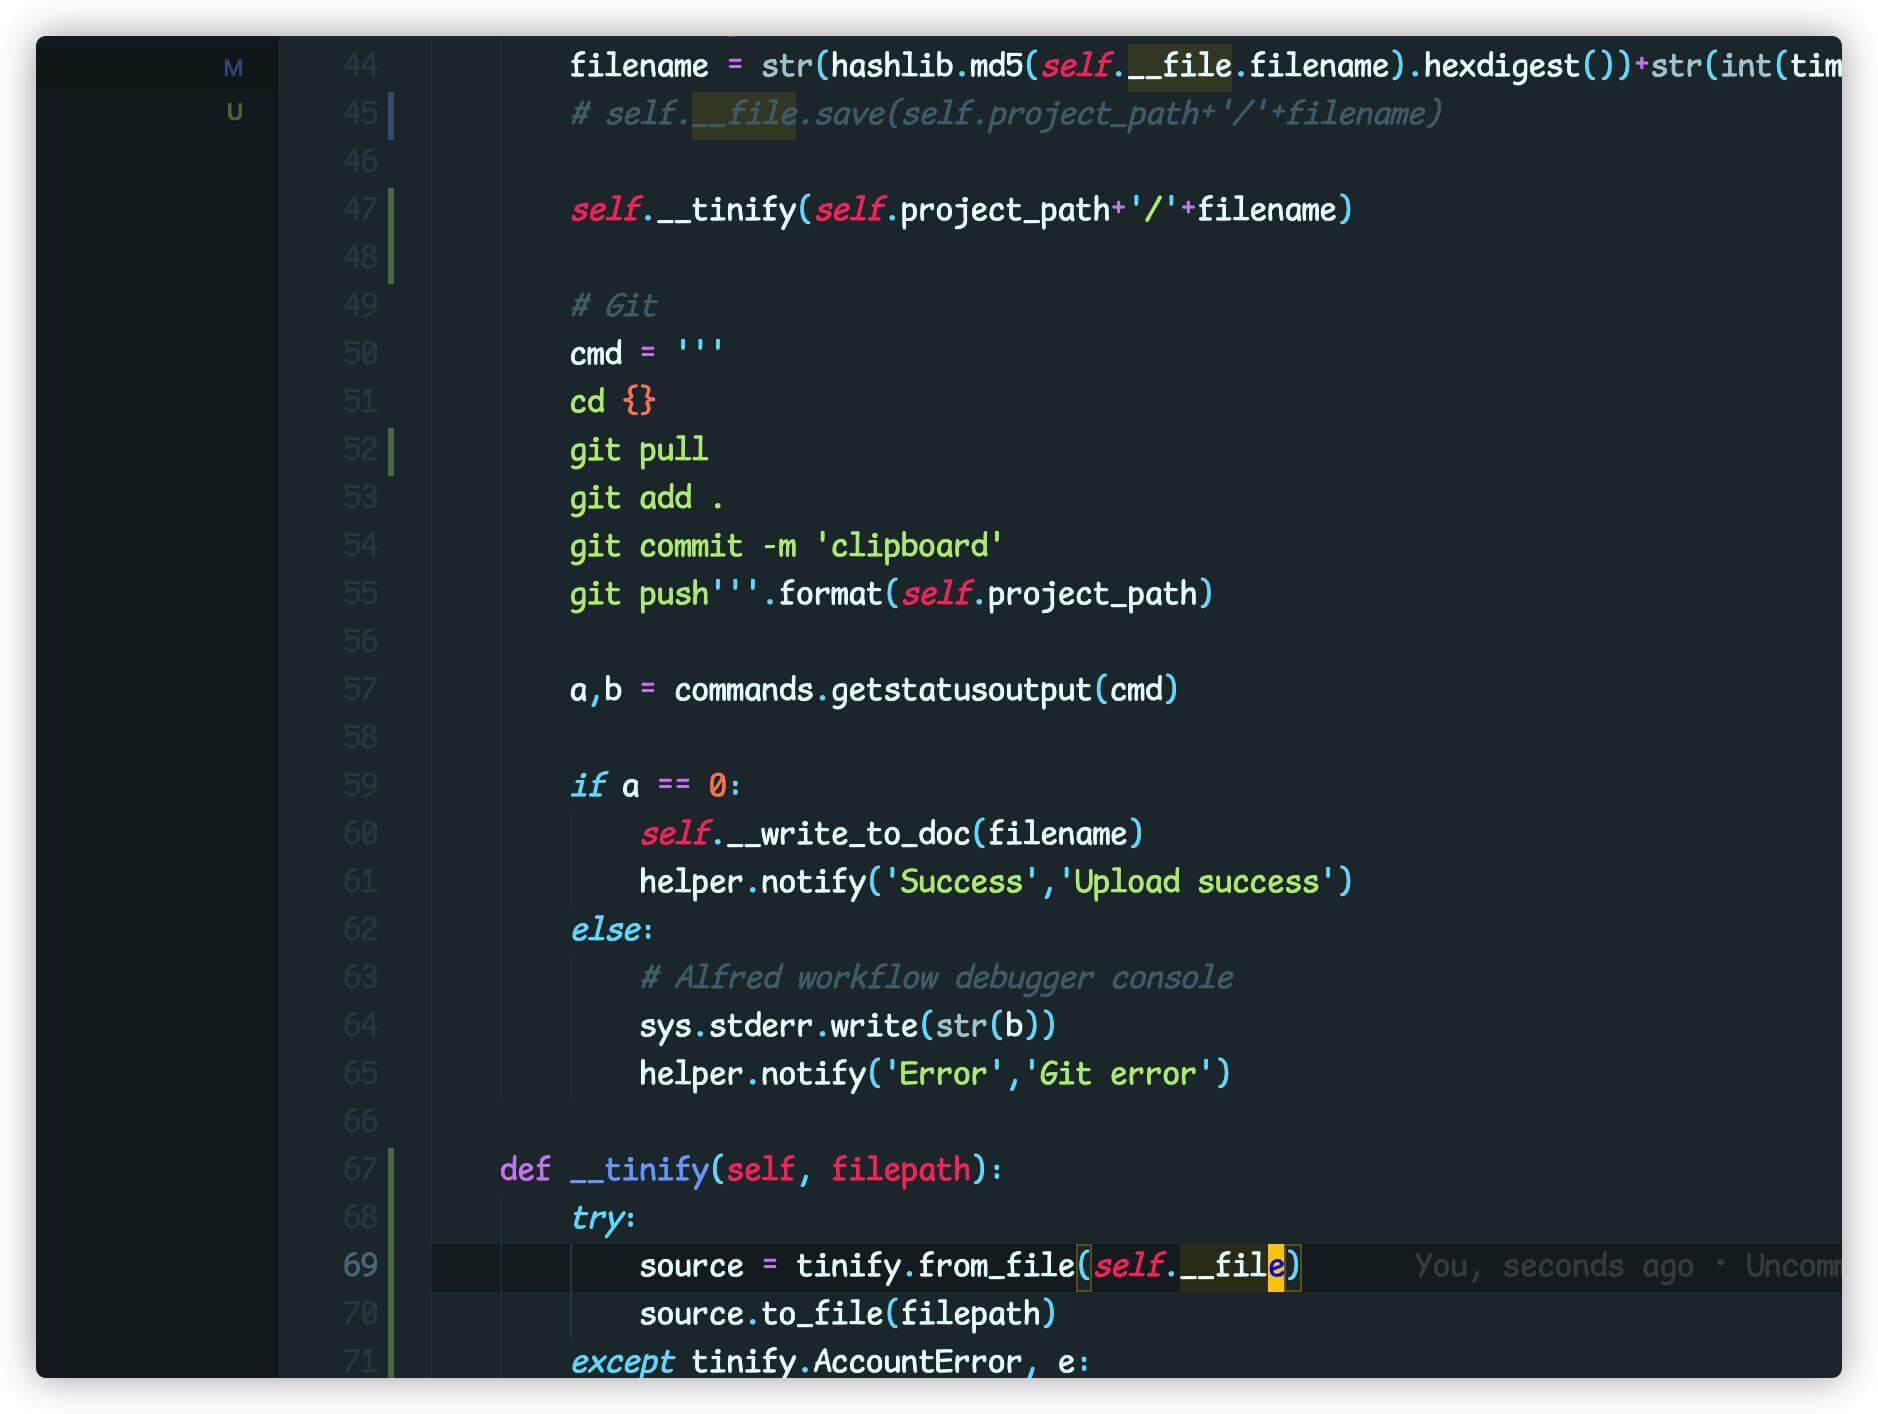 M
U
44 filename = str(hashlib.md5(self.__file.filename).hexdigest())+str(int(tim
45 # self.__file.save(self.project_path+'/'+filename)
46
47 self.__tinify(self.project_path+'/'+filename)
48
49 # Git
50 cmd = '''
51 cd {}
52 git pull
53 git add .
54 git commit -m 'clipboard'
55 git push'''.format(self.project_path)
56
57 a,b = commands.getstatusoutput(cmd)
58
59 if a == 0:
60 self.__write_to_doc(filename)
61 helper.notify('Success','Upload success')
62 else:
63 # Alfred workflow debugger console
64 sys.stderr.write(str(b))
65 helper.notify('Error','Git error')
66
67 def __tinify(self, filepath):
68 try:
69 source = tinify.from_file(self.__file) You, seconds ago · Uncomm
70 source.to_file(filepath)
71 except tinify.AccountError, e: